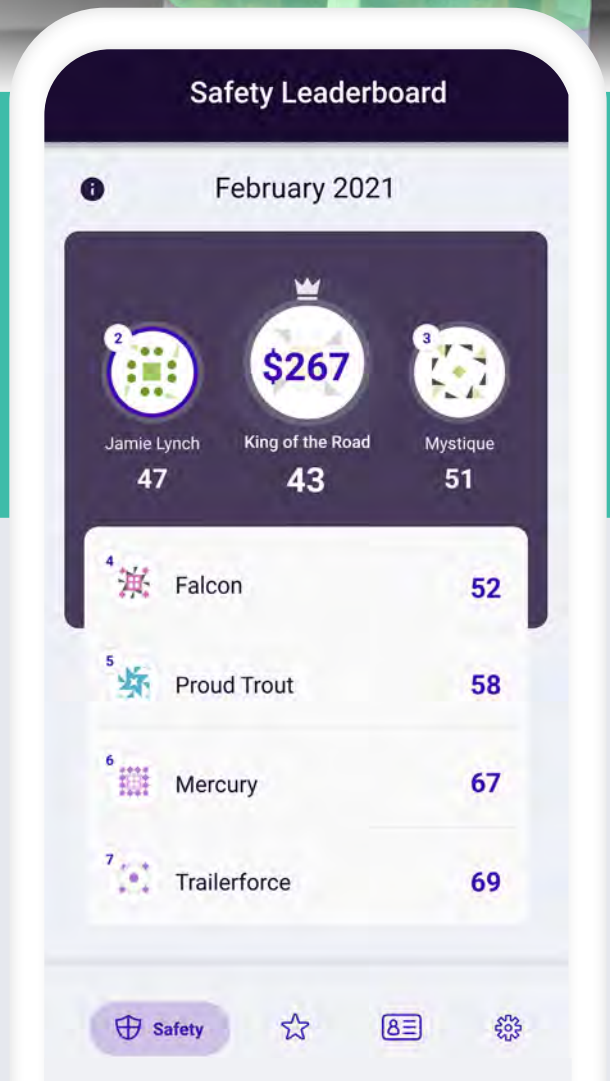 Safety Leaderboard
February 2021
2
$267
3
Jamie Lynch
King of the Road
Mystique
47
43
51
4
Falcon
52
5
Proud Trout
58
6
Mercury
67
7
Trailerforce
69
Safety